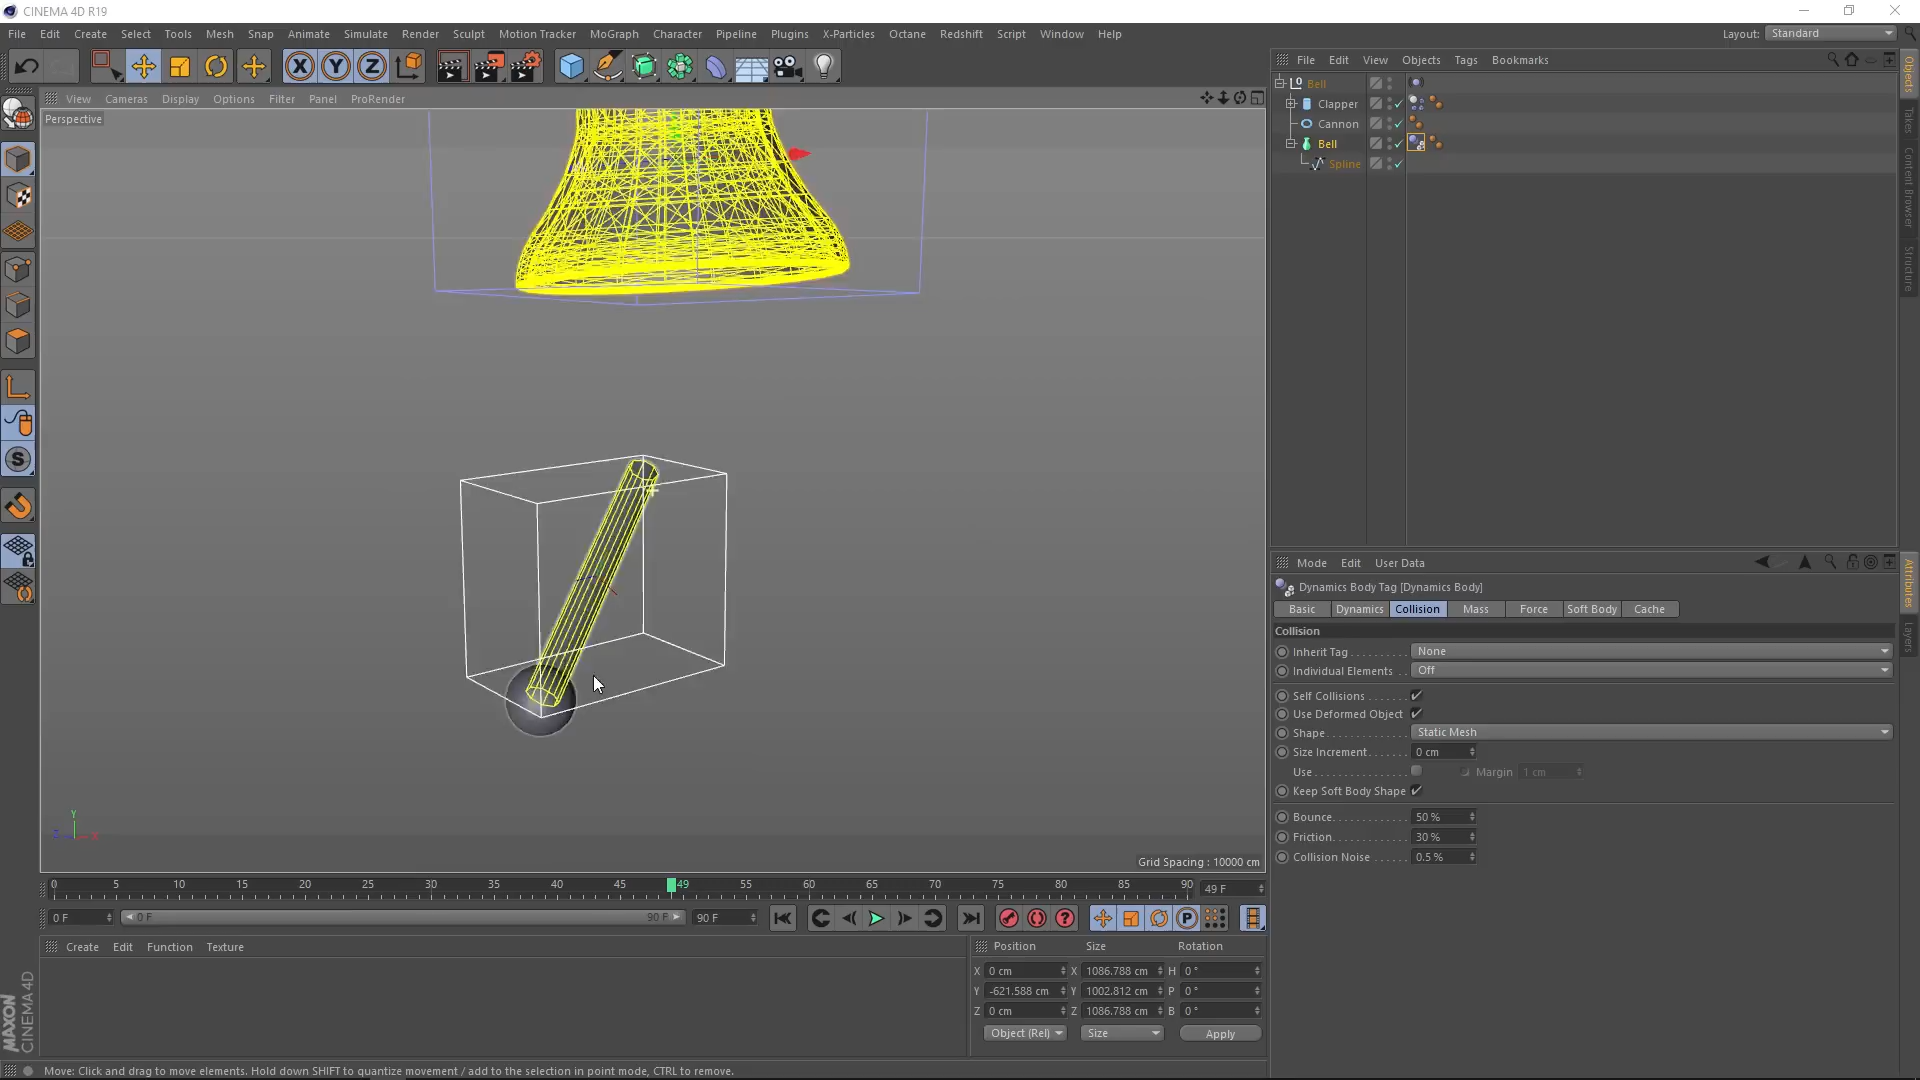 CINEMA 4D R19
File Edit Create Select Tools Mesh Snap Animate Simulate Render Sculpt Motion Tracker MoGraph Character Pipeline Plugins X-Particles Octane Redshift Script Window Help
Layout: Standard
File Edit View Objects Tags Bookmarks
View Cameras Display Options Filter Panel ProRender
Perspective
Bell
Clapper
Cannon
Bell
Spline
Objects
Takes
Content Browser
Structure
Mode Edit User Data
Dynamics Body Tag [Dynamics Body]
Basic Dynamics Collision Mass Force Soft Body Cache
Collision
Inherit Tag None
Individual Elements Off
Self Collisions
Use Deformed Object
Shape Static Mesh
Size Increment 0 cm
Use Margin 1 cm
Keep Soft Body Shape
Bounce 50 %
Friction 30 %
Collision Noise 0.5 %
Attributes
Layers
Y
Z X
Grid Spacing : 10000 cm
0 5 10 15 20 25 30 35 40 45 49 55 60 65 70 75 80 85 90 49 F
0 F 0 F 90 F 90 F
Create Edit Function Texture
Position Size Rotation
X 0 cm X 1086.788 cm H 0 °
Y -621.588 cm Y 1002.812 cm P 0 °
Z 0 cm Z 1086.788 cm B 0 °
Object (Rel) Size Apply
MAXON
CINEMA 4D
Move: Click and drag to move elements. Hold down SHIFT to quantize movement / add to the selection in point mode, CTRL to remove.